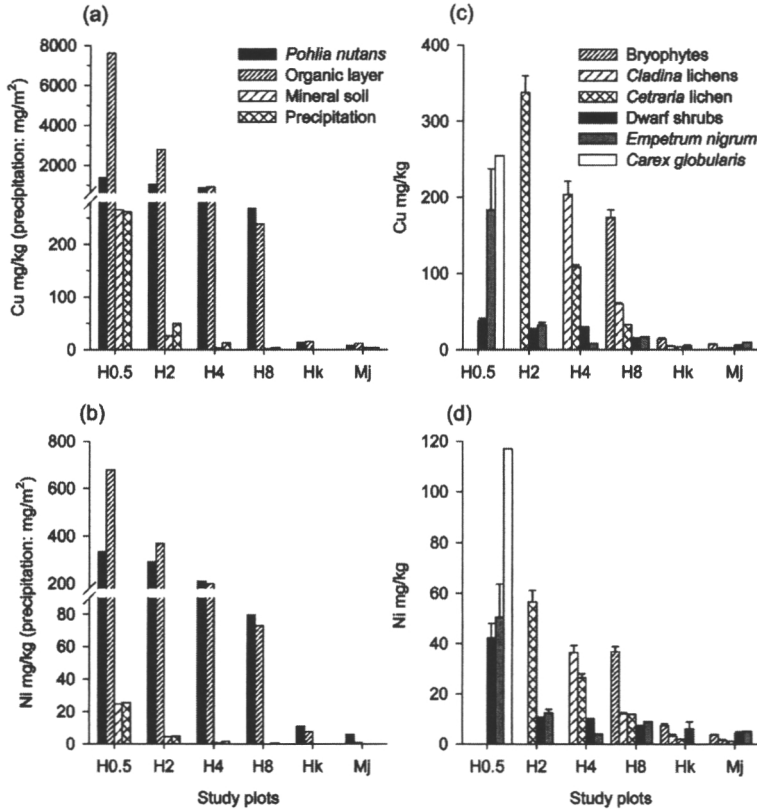 (a)
Pohlia nutans
Organic layer
Mineral soil
Precipitation
8000
6000
4000
2000
200
150
100
50
0
Cu mg/kg (precipitation: mg/m²)
H0.5 H2 H4 H8 Hk Mj
(c)
Bryophytes
Cladina lichens
Cetraria lichen
Dwarf shrubs
Empetrum nigrum
Carex globularis
400
300
200
100
0
Cu mg/kg
H0.5 H2 H4 H8 Hk Mj
(b)
800
600
400
200
80
60
40
20
0
Ni mg/kg (precipitation: mg/m²)
H0.5 H2 H4 H8 Hk Mj
Study plots
(d)
120
100
80
60
40
20
0
Ni mg/kg
H0.5 H2 H4 H8 Hk Mj
Study plots